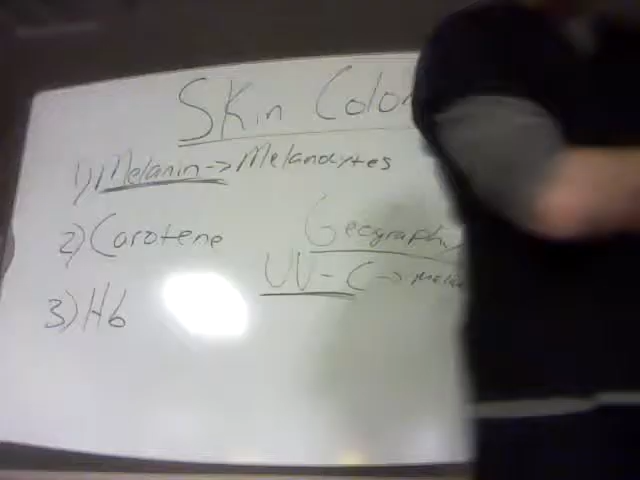 Skin Color
1) Melanin -> Melanocytes
2) Carotene
Geography
UV - C ->
3) Hb